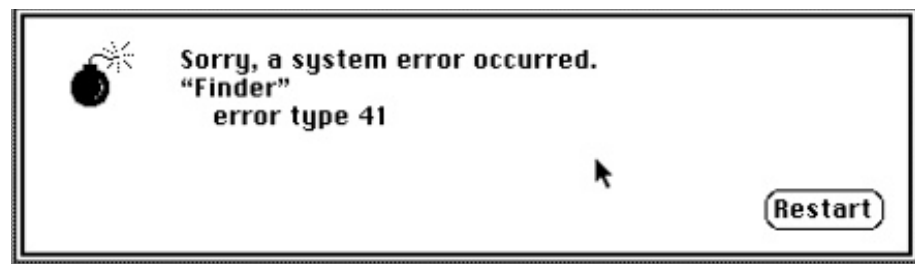 Sorry, a system error occurred.
“Finder”
error type 41
Restart